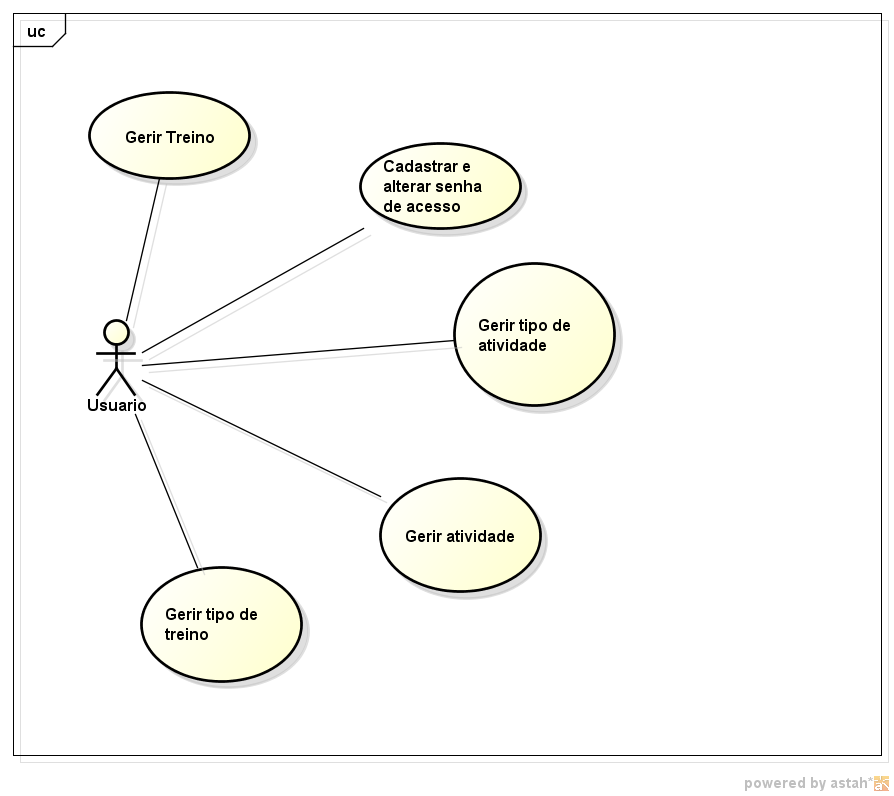 uc
Gerir Treino
Cadastrar e
alterar senha
de acesso
Gerir tipo de
atividade
Usuario
Gerir atividade
Gerir tipo de
treino
powered by astah*